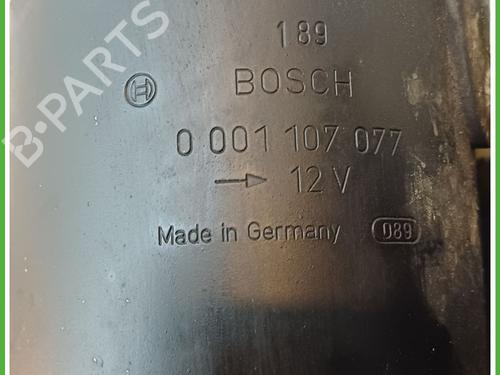 B-PARTS
189
BOSCH
0 001 107 077
→ 12 V
Made in Germany 089